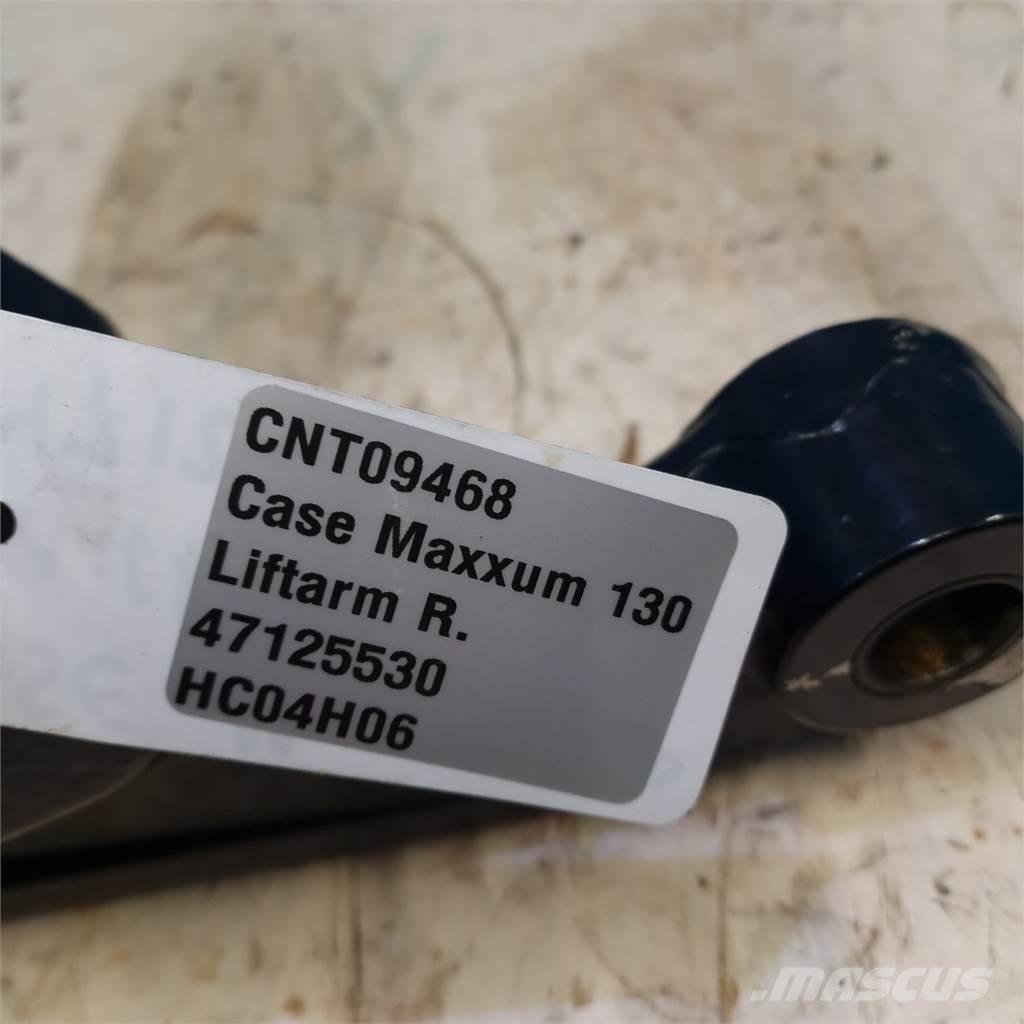 CNT09468
Case Maxxum 130
Liftarm R.
47125530
HC04H06
.MASCUS